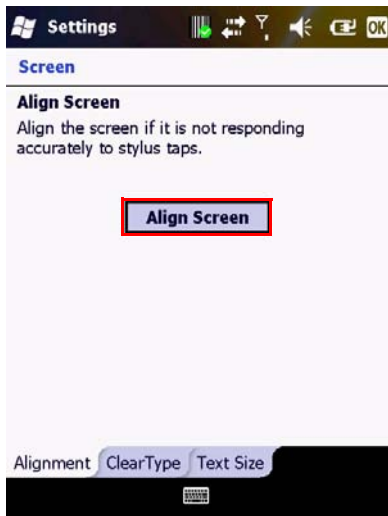 Settings
OK
Screen
Align Screen
Align the screen if it is not responding
accurately to stylus taps.
Align Screen
Alignment ClearType Text Size